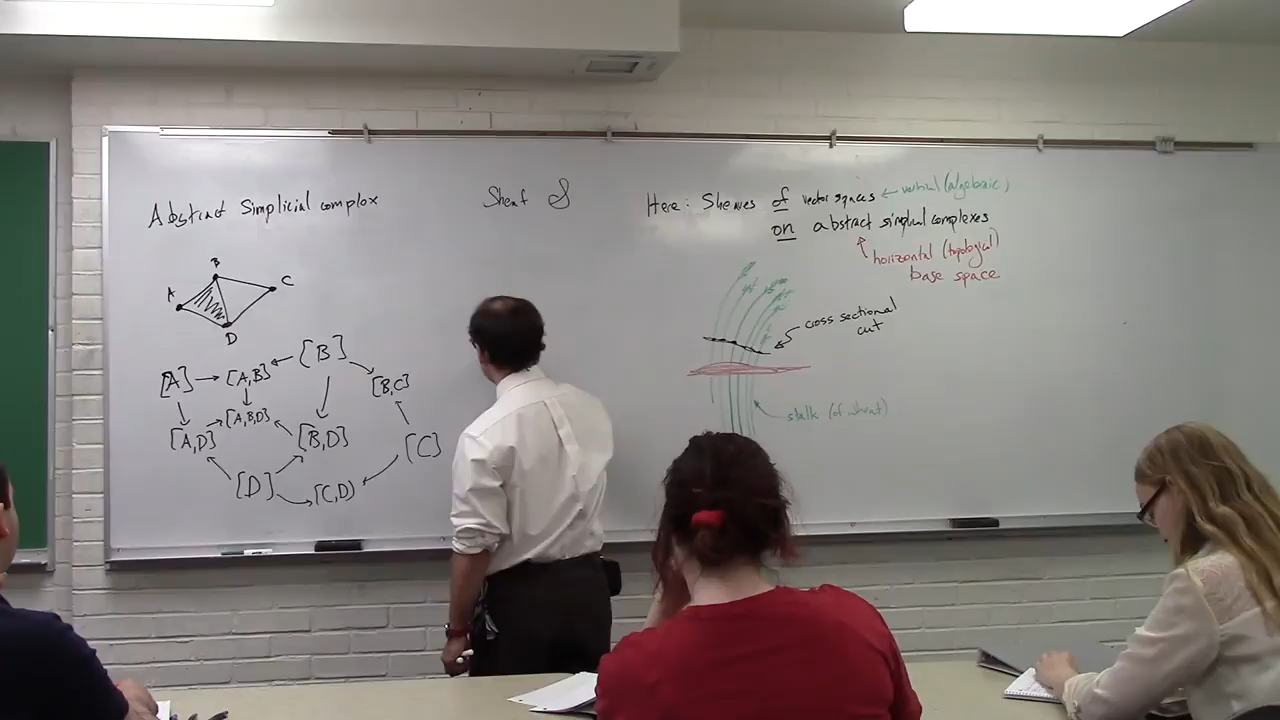 Abstract Simplicial complex
B
A
C
D
[B]
[A] [A,B] [B,C]
[A,B,D]
[A,D] [B,D] [C]
[D] [C,D]
Sheaf S
Here: Sheaves of vector spaces ← vertical (algebraic)
on abstract simplicial complexes
horizontal (topological)
base space
cross sectional
cut
stalk (of sheaf)